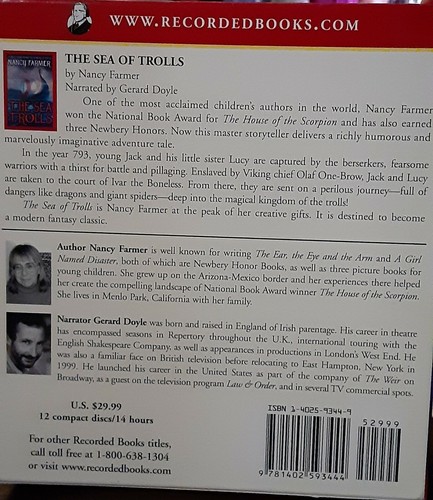 WWW.RECORDEDBOOKS.COM
NANCY FARMER
THE SEA
OF TROLLS
THE SEA OF TROLLS
by Nancy Farmer
Narrated by Gerard Doyle
One of the most acclaimed children's authors in the world, Nancy Farmer
won the National Book Award for The House of the Scorpion and has also earned
three Newbery Honors. Now this master storyteller delivers a richly humorous and
marvelously imaginative adventure tale.
In the year 793, young Jack and his little sister Lucy are captured by the berserkers, fearsome
warriors with a thirst for battle and pillaging. Enslaved by Viking chief Olaf One-Brow, Jack and Lucy
are taken to the court of Ivar the Boneless. From there, they are sent on a perilous journey—full of
dangers like dragons and giant spiders—deep into the magical kingdom of the trolls!
The Sea of Trolls is Nancy Farmer at the peak of her creative gifts. It is destined to become
a modern fantasy classic.
Author Nancy Farmer is well known for writing The Ear, the Eye and the Arm and A Girl
Named Disaster, both of which are Newbery Honor Books, as well as three picture books for
young children. She grew up on the Arizona-Mexico border and her experiences there helped
her create the compelling landscape of National Book Award winner The House of the Scorpion.
She lives in Menlo Park, California with her family.
Narrator Gerard Doyle was born and raised in England of Irish parentage. His career in theatre
has encompassed seasons in Repertory throughout the U.K., international touring with the
English Shakespeare Company, as well as appearances in productions in London's West End. He
was also a familiar face on British television before relocating to East Hampton, New York in
1999. He launched his career in the United States as part of the company of The Weir on
Broadway, as a guest on the television program Law & Order, and in several TV commercial spots.
U.S. $29.99
12 compact discs/14 hours
For other Recorded Books titles,
call toll free at 1-800-638-1304
or visit www.recordedbooks.com
ISBN 1-4025-9344-9
52999
9 781402 593444